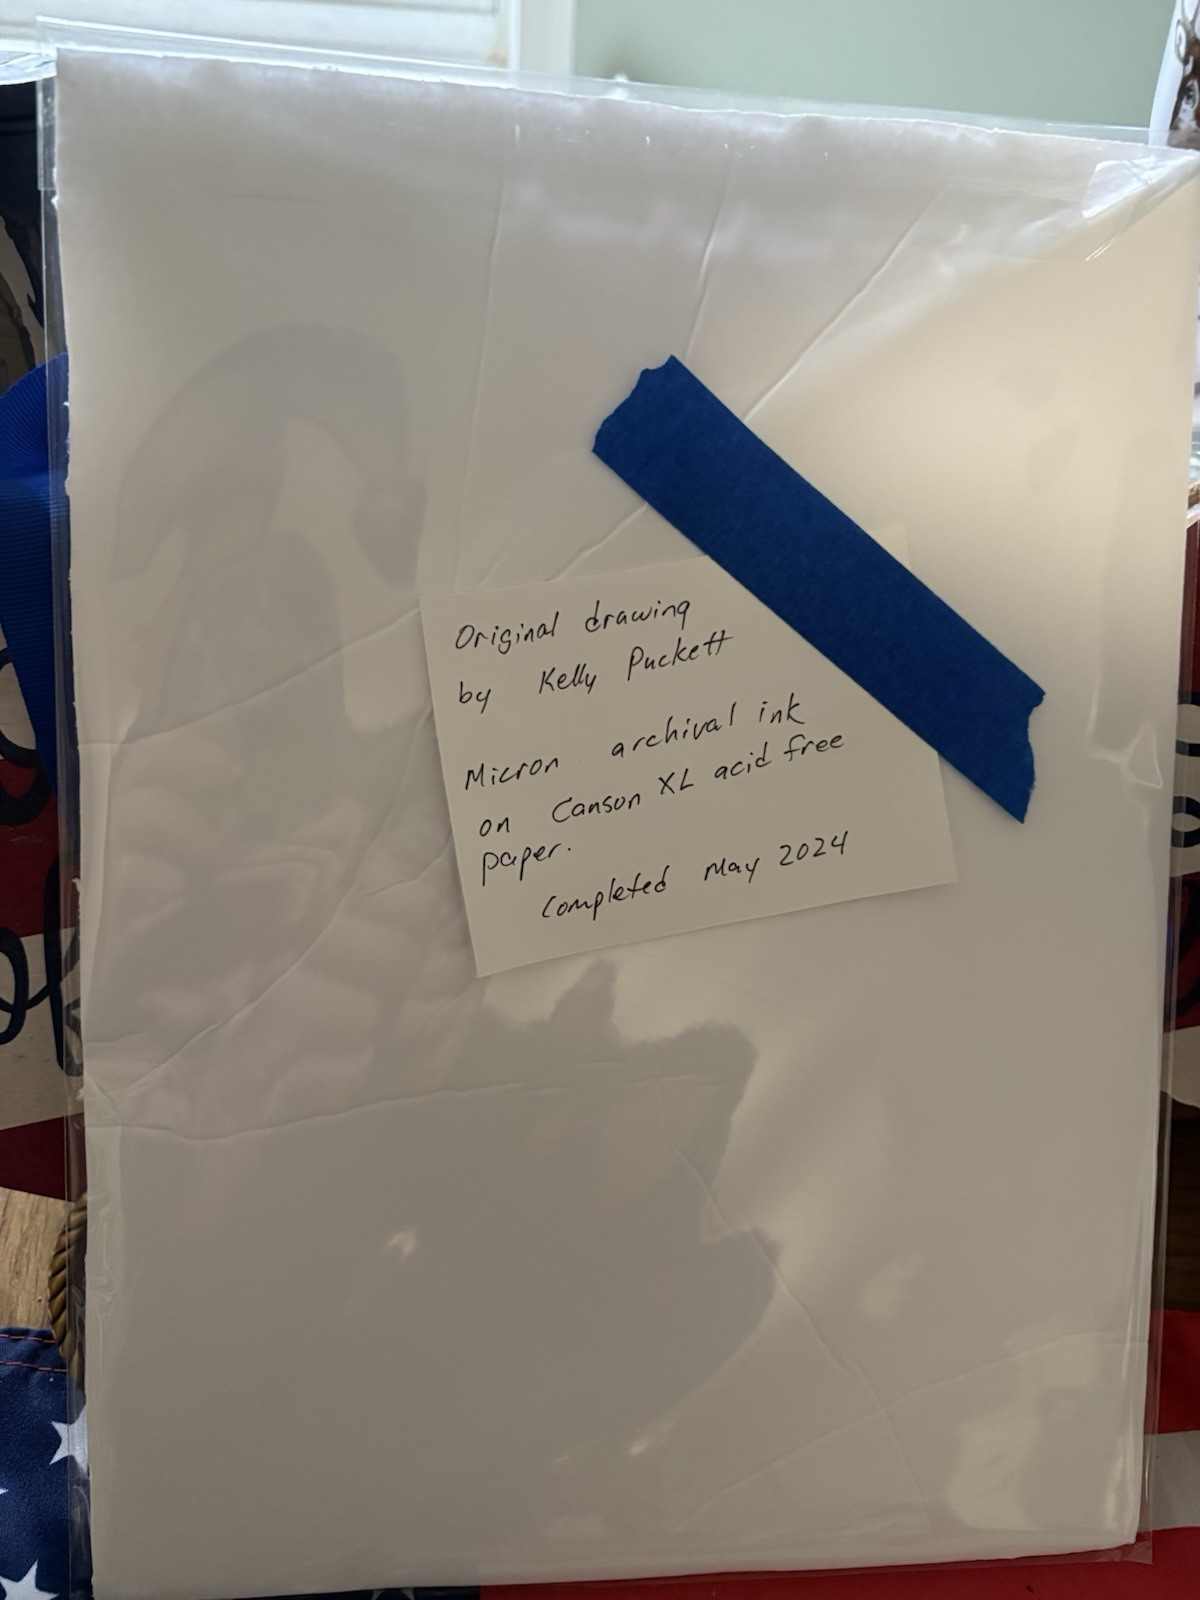 Original drawing
by Kelly Puckett
Micron archival ink
on Canson XL acid free
paper.
Completed May 2024